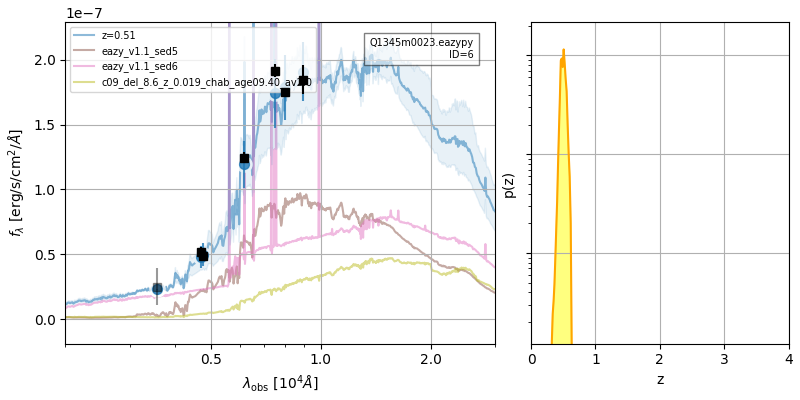 1e−7
z=0.51
eazy_v1.1_sed5
eazy_v1.1_sed6
c09_del_8.6_z_0.019_chab_age09.40_av2.0
Q1345m0023.eazypy
ID=6
2.0
1.5
1.0
0.5
0.0
f_λ [erg/s/cm²/Å]
0.5
1.0
2.0
λ_obs [10⁴Å]
p(z)
0
1
2
3
4
z